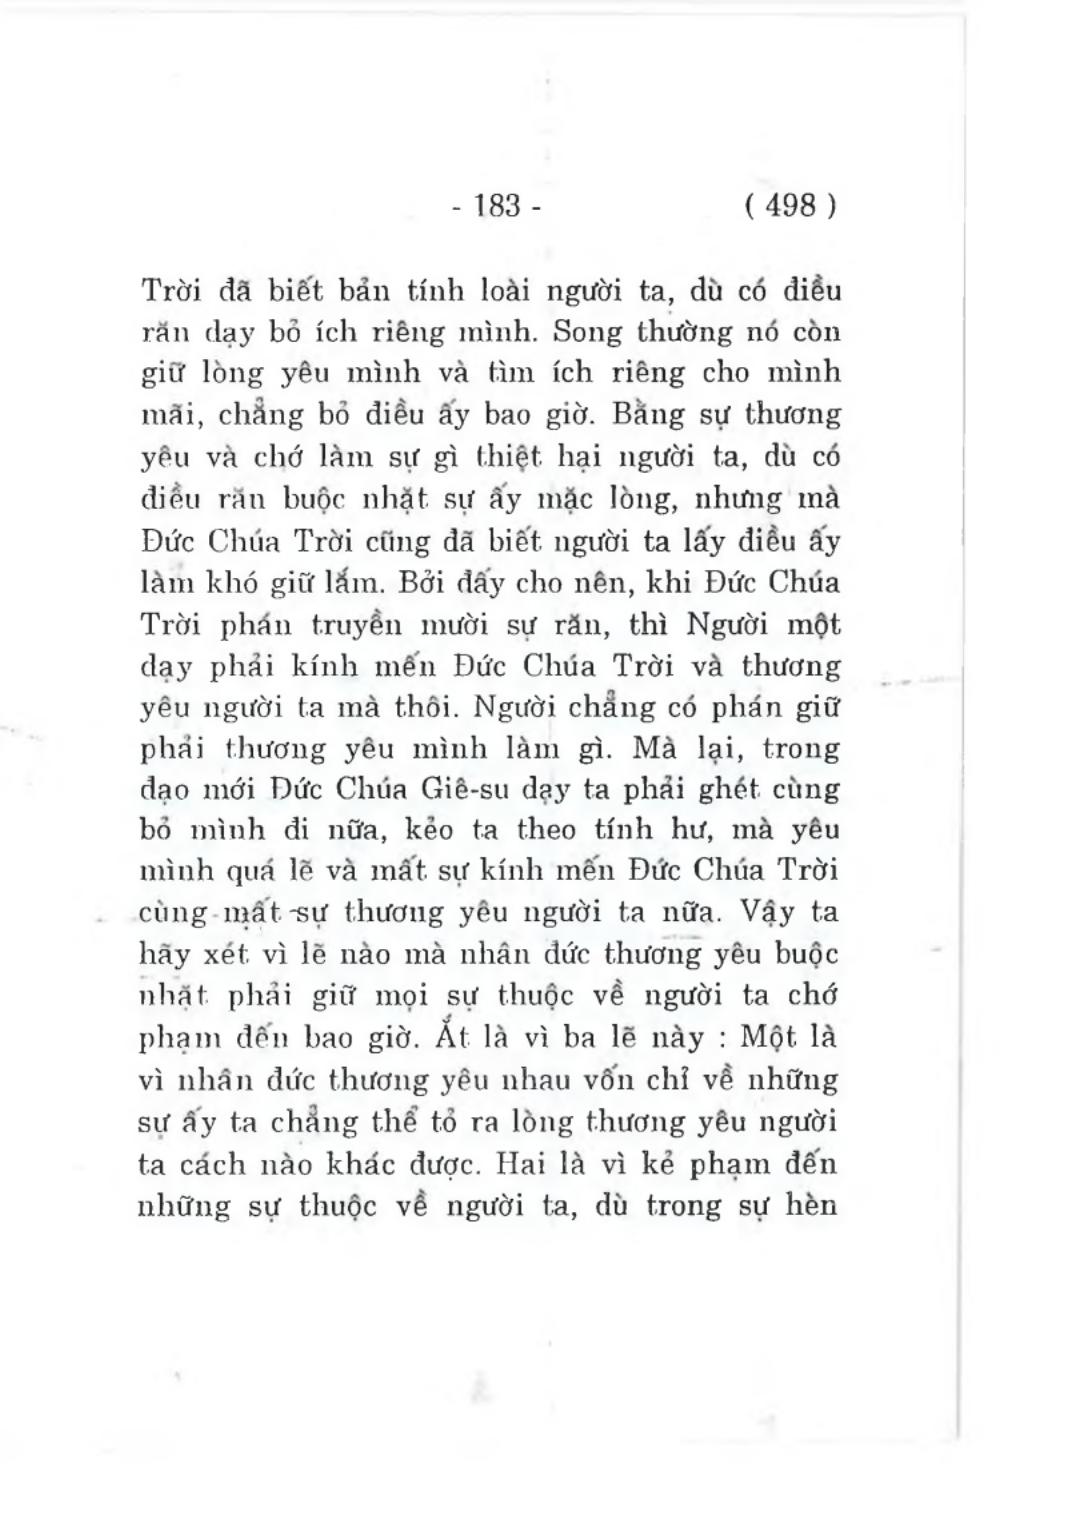 - 183 - ( 498 )
Trời đã biết bản tính loài người ta, dù có điều
răn dạy bỏ ích riêng mình. Song thường nó còn
giữ lòng yêu mình và tìm ích riêng cho mình
mãi, chẳng bỏ điều ấy bao giờ. Bằng sự thương
yêu và chớ làm sự gì thiệt hại người ta, dù có
điều răn buộc nhặt sự ấy mặc lòng, nhưng mà
Đức Chúa Trời cũng đã biết người ta lấy điều ấy
làm khó giữ lắm. Bởi đấy cho nên, khi Đức Chúa
Trời phán truyền mười sự răn, thì Người một
dạy phải kính mến Đức Chúa Trời và thương
yêu người ta mà thôi. Người chẳng có phán giữ
phải thương yêu mình làm gì. Mà lại, trong
đạo mới Đức Chúa Giê-su dạy ta phải ghét cùng
bỏ mình đi nữa, kẻo ta theo tính hư, mà yêu
mình quá lẽ và mất sự kính mến Đức Chúa Trời
cùng mất sự thương yêu người ta nữa. Vậy ta
hãy xét vì lẽ nào mà nhân đức thương yêu buộc
nhặt phải giữ mọi sự thuộc về người ta chớ
phạm đến bao giờ. Ắt là vì ba lẽ này : Một là
vì nhân đức thương yêu nhau vốn chỉ về những
sự ấy ta chẳng thể tỏ ra lòng thương yêu người
ta cách nào khác được. Hai là vì kẻ phạm đến
những sự thuộc về người ta, dù trong sự hèn